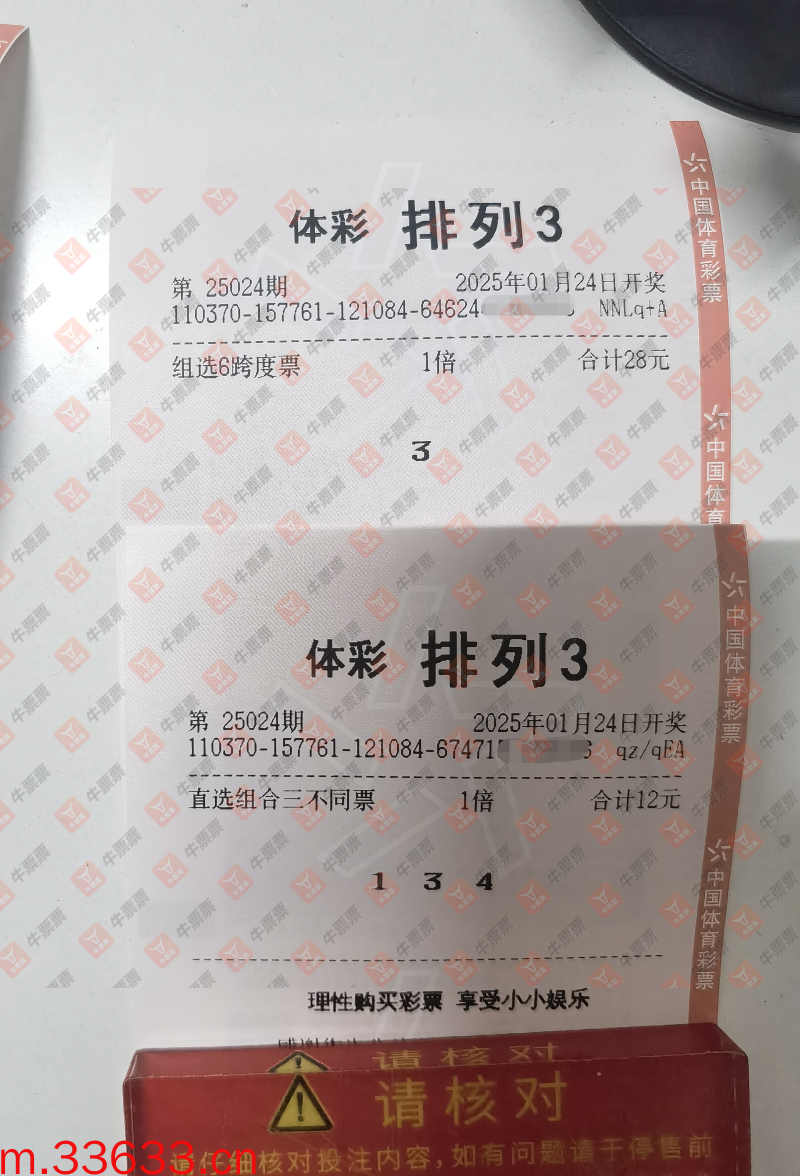 体彩 排列3
第 25024期 2025年01月24日开奖
110370-157761-121084-64624 NNLq+A
组选6跨度票 1倍 合计28元
3
中国体育彩票
中国体育
体彩 排列3
第 25024期 2025年01月24日开奖
110370-157761-121084-67471 qz/qEA
直选组合三不同票 1倍 合计12元
1 3 4
理性购买彩票 享受小小娱乐
中国体育彩票
中国体育彩票
请核对
请核对
请仔细核对投注内容,如有问题请于停售前
m.33633.cn
牛票票